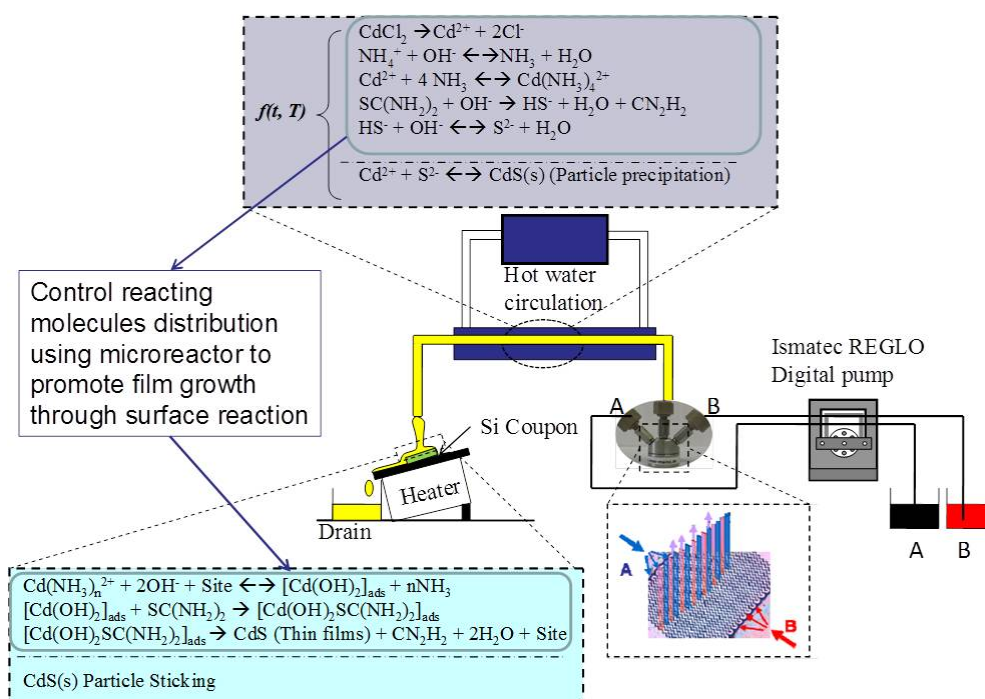 CdCl₂ →Cd²⁺ + 2Cl⁻
NH₄⁺ + OH⁻ ←→NH₃ + H₂O
Cd²⁺ + 4 NH₃ ←→ Cd(NH₃)₄²⁺
SC(NH₂)₂ + OH⁻ → HS⁻ + H₂O + CN₂H₂
HS⁻ + OH⁻ ←→ S²⁻ + H₂O
f(t, T)
Cd²⁺ + S²⁻ ←→ CdS(s) (Particle precipitation)
Hot water
circulation
Control reacting
molecules distribution
using microreactor to
promote film growth
through surface reaction
Ismatec REGLO
Digital pump
A
B
Si Coupon
Heater
Drain
A
B
A
B
Cd(NH₃)ₙ²⁺ + 2OH⁻ + Site ←→ [Cd(OH)₂]ads + nNH₃
[Cd(OH)₂]ads + SC(NH₂)₂ → [Cd(OH)₂SC(NH₂)₂]ads
[Cd(OH)₂SC(NH₂)₂]ads → CdS (Thin films) + CN₂H₂ + 2H₂O + Site
CdS(s) Particle Sticking